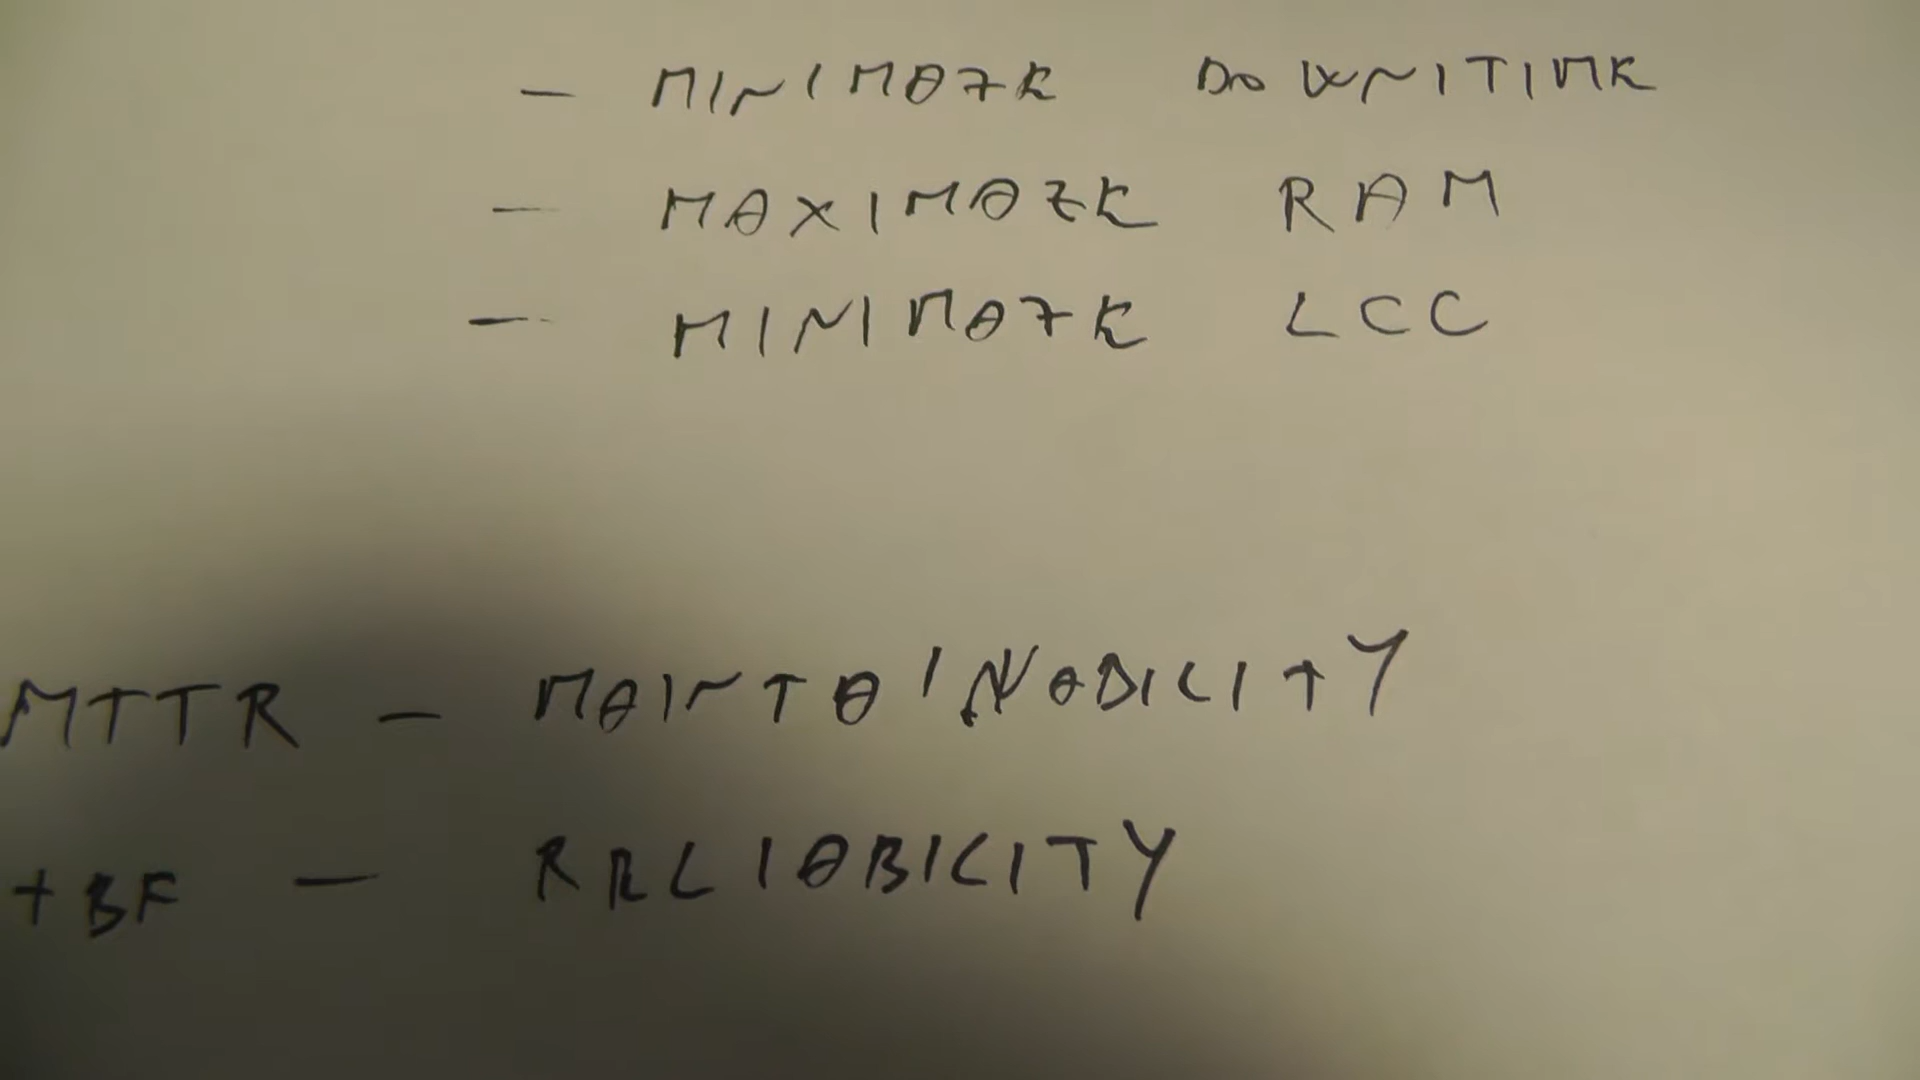 - MINIMAZE DOWNTIME
- MAXIMAZE RAM
- MINIMAZE LCC
MTTR - MAINTAINABILITY
TBF - RELIABILITY